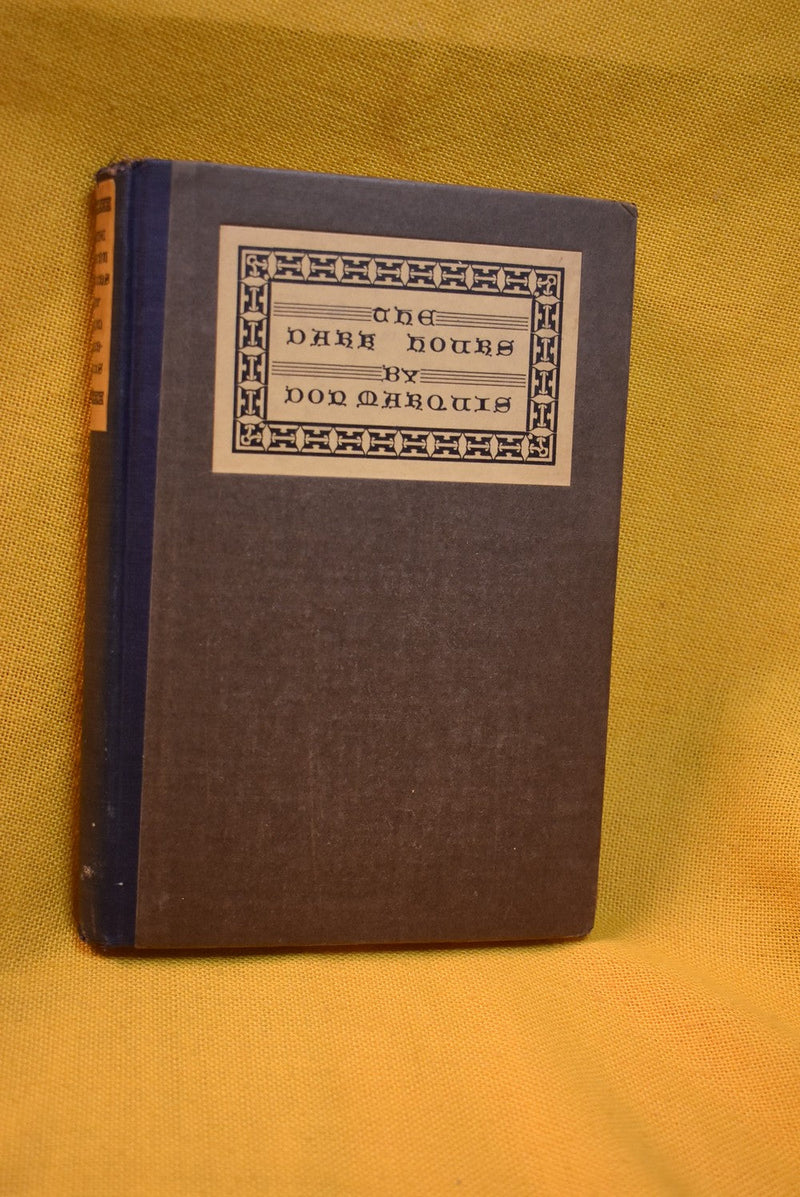 THE
DARK HOURS
BY
DON MARQUIS